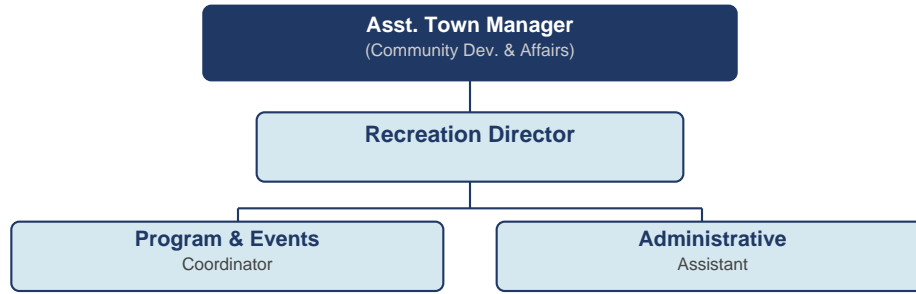 Asst. Town Manager
(Community Dev. & Affairs)
Recreation Director
Program & Events
Coordinator
Administrative
Assistant